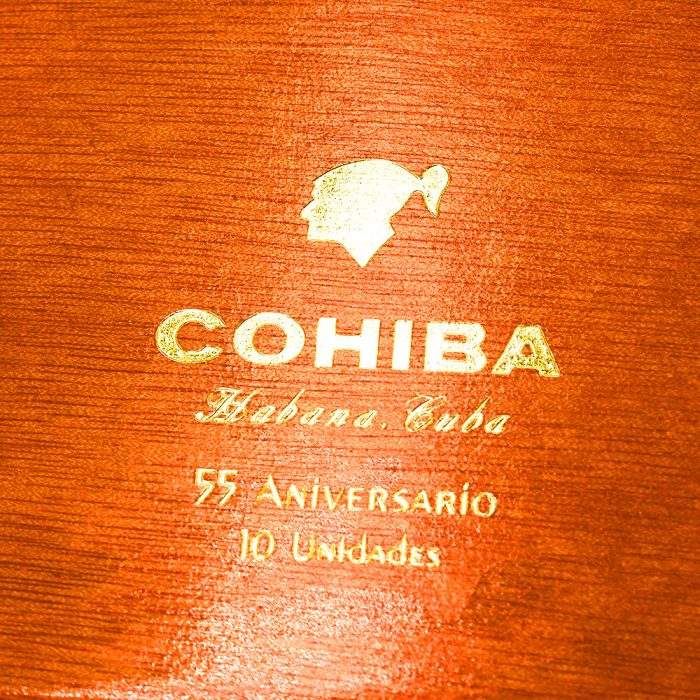 COHIBA
Habana, Cuba
55 ANIVERSARIO
10 UNIDADES